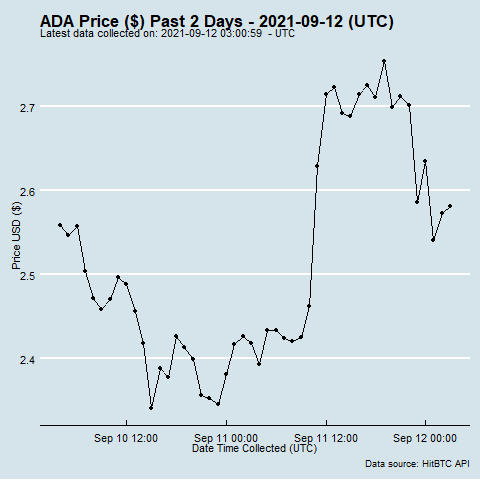 ADA Price ($) Past 2 Days - 2021-09-12 (UTC)
Latest data collected on: 2021-09-12 03:00:59 - UTC
Price USD ($)
2.7
2.6
2.5
2.4
Sep 10 12:00 Sep 11 00:00 Sep 11 12:00 Sep 12 00:00
Date Time Collected (UTC)
Data source: HitBTC API